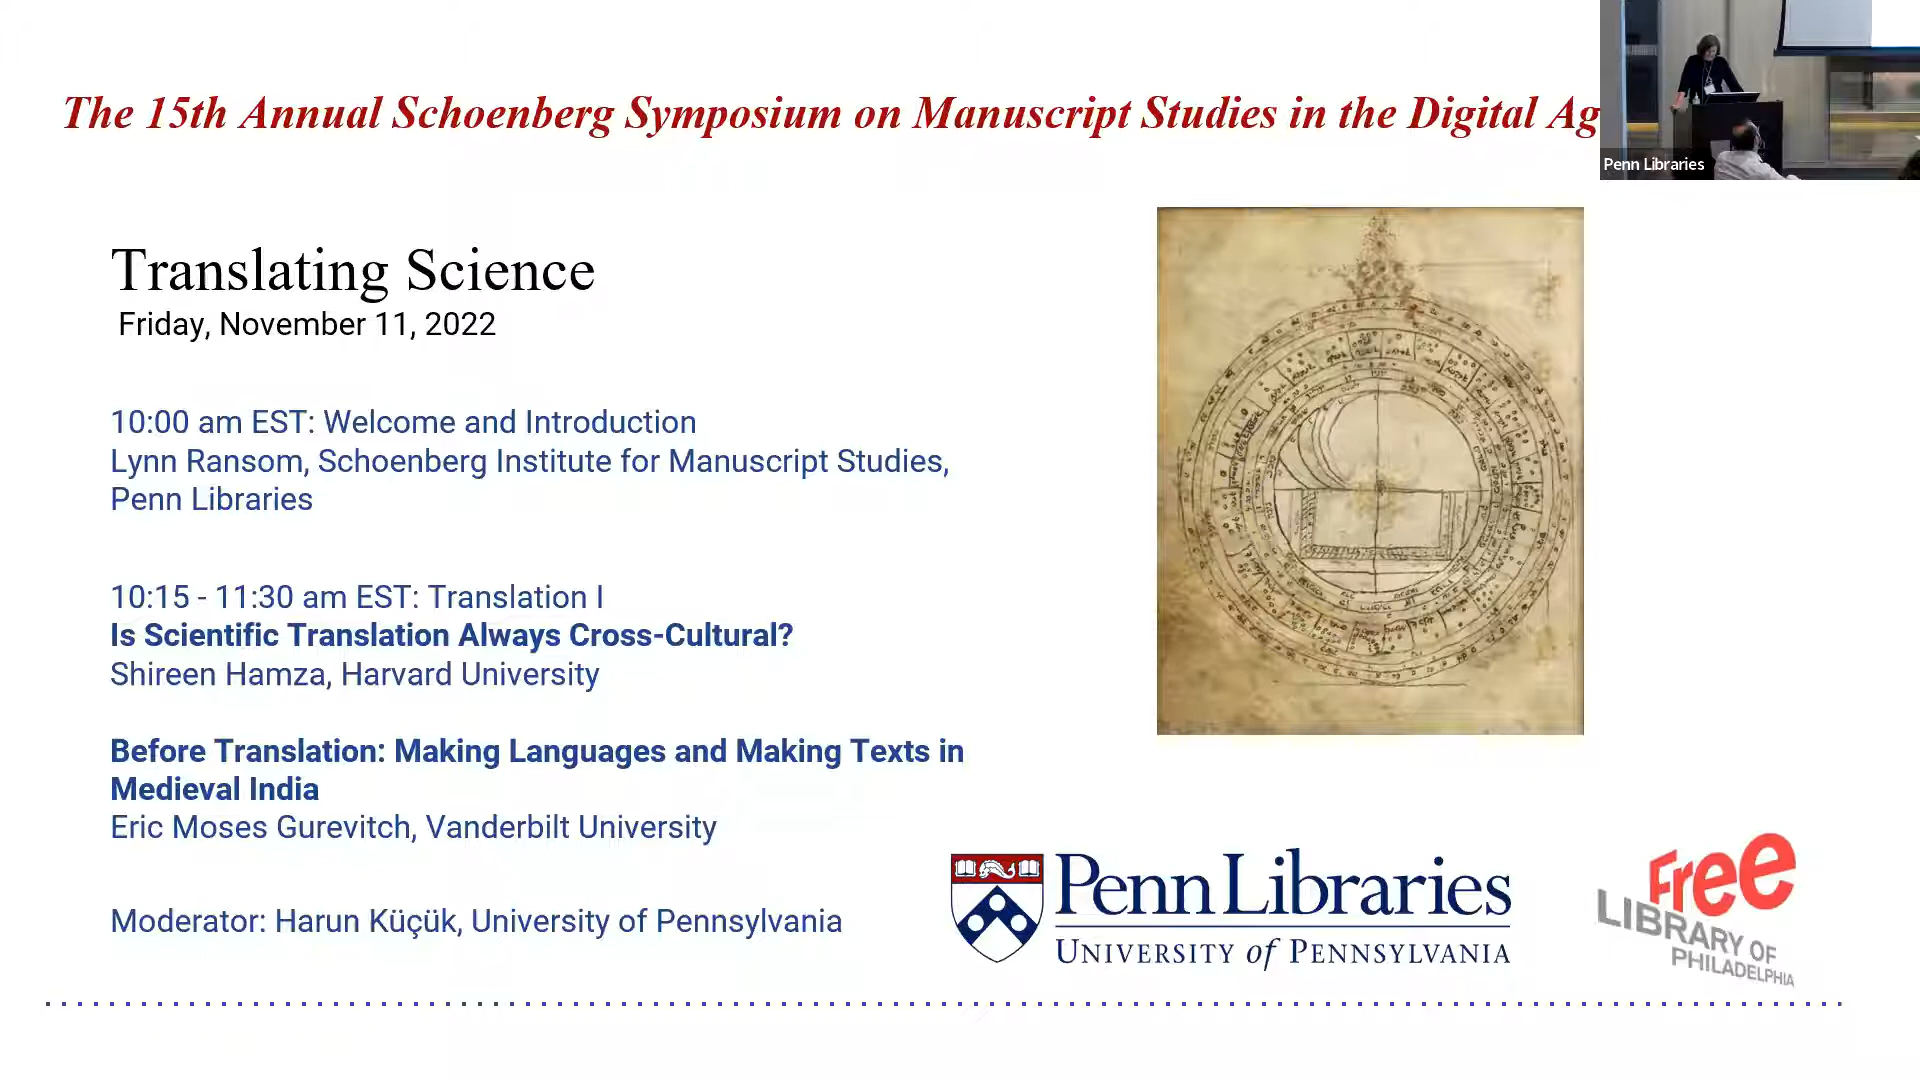 The 15th Annual Schoenberg Symposium on Manuscript Studies in the Digital Ag
Penn Libraries
Translating Science
Friday, November 11, 2022
10:00 am EST: Welcome and Introduction
Lynn Ransom, Schoenberg Institute for Manuscript Studies,
Penn Libraries
10:15 - 11:30 am EST: Translation I
Is Scientific Translation Always Cross-Cultural?
Shireen Hamza, Harvard University
Before Translation: Making Languages and Making Texts in
Medieval India
Eric Moses Gurevitch, Vanderbilt University
Moderator: Harun Küçük, University of Pennsylvania
Penn Libraries
UNIVERSITY of PENNSYLVANIA
Free
LIBRARY OF
PHILADELPHIA